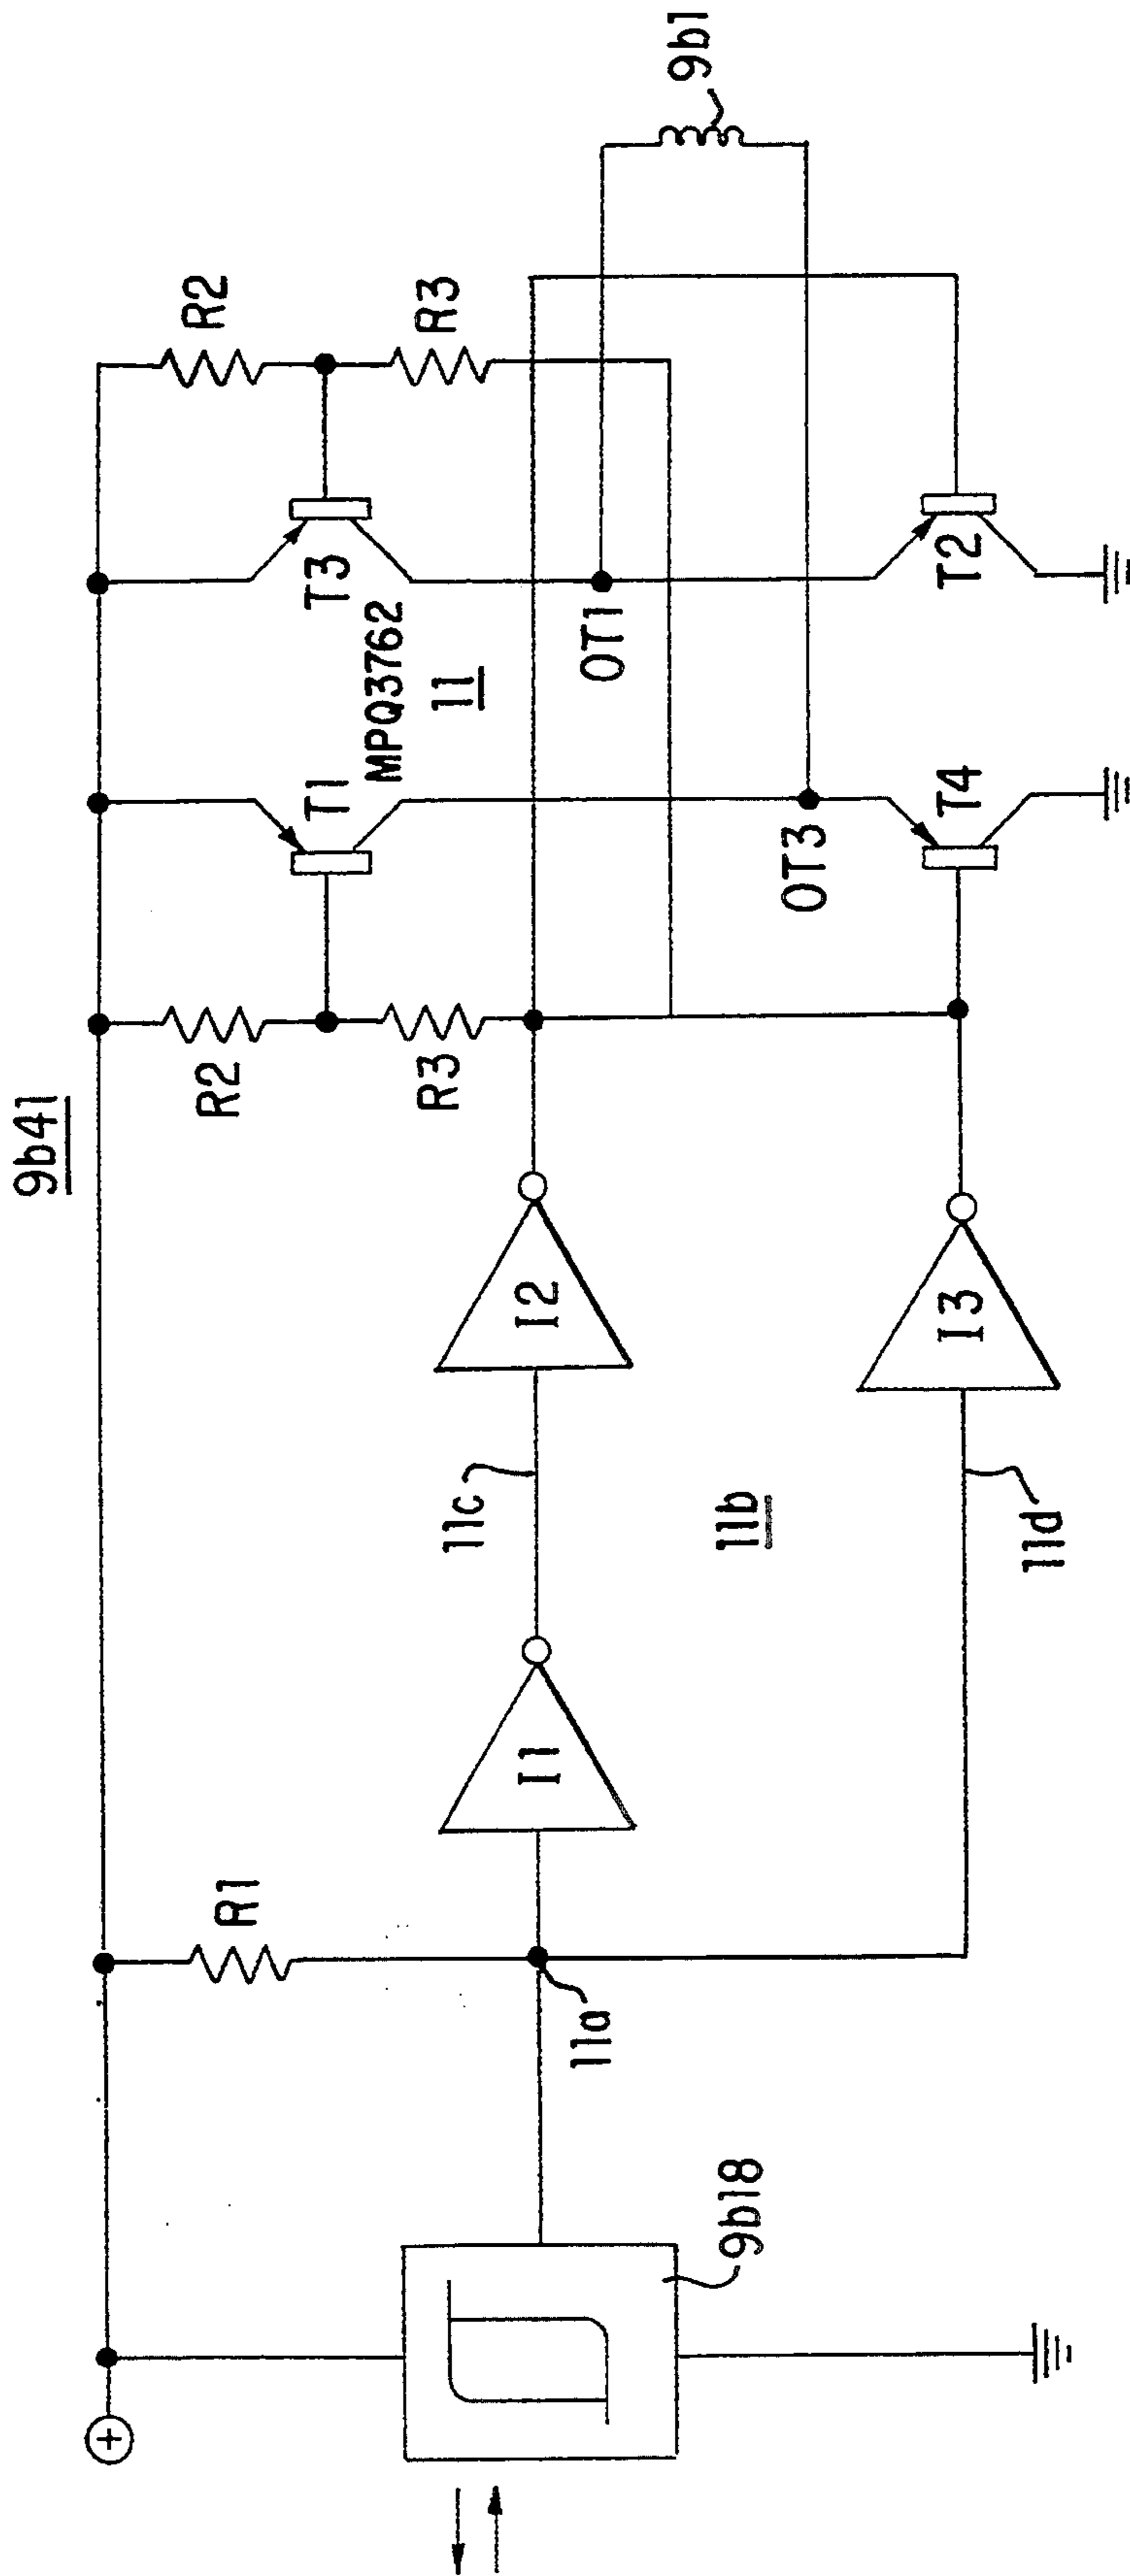 9b41
R1
R2
R3
R2
R3
T1
T3
MPQ3762
11
OT1
OT3
T4
T2
9b1
I1
I2
I3
11a
11b
11c
11d
9b18
+